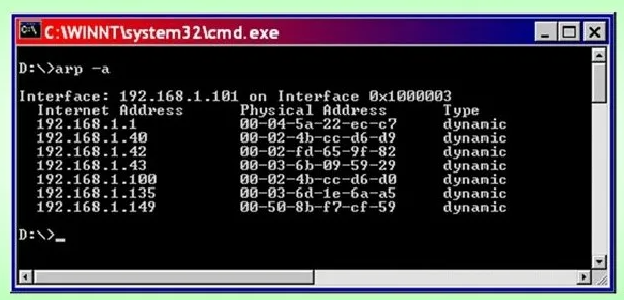 C:\WINNT\system32\cmd.exe
D:\>arp -a
Interface: 192.168.1.101 on Interface 0x1000003
Internet Address Physical Address Type
192.168.1.1 00-04-5a-22-ec-c7 dynamic
192.168.1.40 00-02-4b-cc-d6-d9 dynamic
192.168.1.42 00-02-fd-65-9f-82 dynamic
192.168.1.43 00-03-6b-09-59-29 dynamic
192.168.1.100 00-02-4b-cc-d6-d0 dynamic
192.168.1.135 00-03-6d-1e-6a-a5 dynamic
192.168.1.149 00-50-8b-f7-cf-59 dynamic
D:\>_